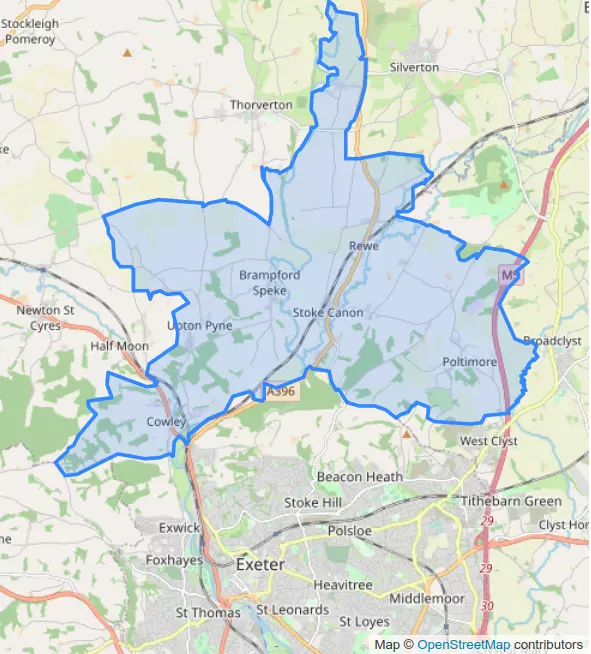 Stockleigh
Pomeroy
Silverton
Thorverton
Rewe
Brampford
Speke
M5
Newton St
Cyres
Upton Pyne
Stoke Canon
Half Moon
Broadclyst
Poltimore
A396
Cowley
West Clyst
Beacon Heath
Stoke Hill
Tithebarn Green
Exwick
Polsloe
29
Clyst Hon
Foxhayes
Exeter
29
Heavitree
Middlemoor
30
St Thomas
St Leonards
St Loyes
Map © OpenStreetMap contributors